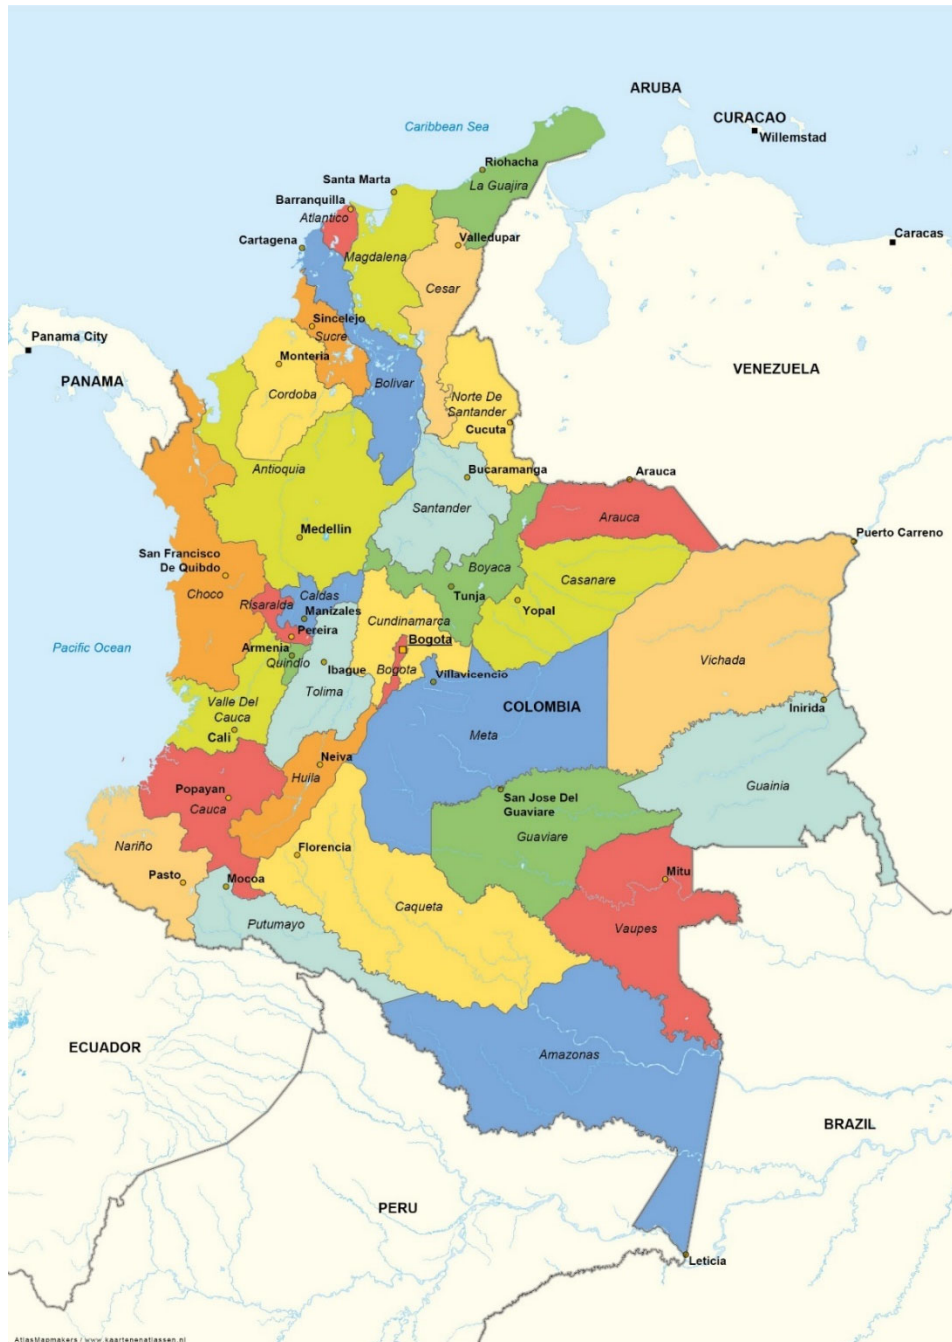 ARUBA
CURACAO
Willemstad
Caribbean Sea
Riohacha
La Guajira
Santa Marta
Barranquilla
Atlantico
Cartagena
Valledupar
Caracas
Magdalena
Cesar
Sincelejo
Sucre
Panama City
PANAMA
Monteria
Cordoba
Bolivar
VENEZUELA
Norte De
Santander
Cucuta
Antioquia
Bucaramanga
Arauca
Santander
Arauca
Medellin
Puerto Carreno
San Francisco
De Quibdo
Choco
Boyaca
Casanare
Risaralda
Caldas
Manizales
Tunja
Yopal
Cundinamarca
Pereira
Pacific Ocean
Armenia
Quindio
Bogota
Bogota
Ibague
Villavicencio
Vichada
Tolima
Valle Del
Cauca
Cali
COLOMBIA
Meta
Inirida
Neiva
Huila
Popayan
Cauca
San Jose Del
Guaviare
Guaviare
Guainia
Nariño
Florencia
Pasto
Mocoa
Mitu
Caqueta
Putumayo
Vaupes
ECUADOR
Amazonas
BRAZIL
PERU
Leticia
AtlasMapmakers / www.kaartenenatlassen.nl